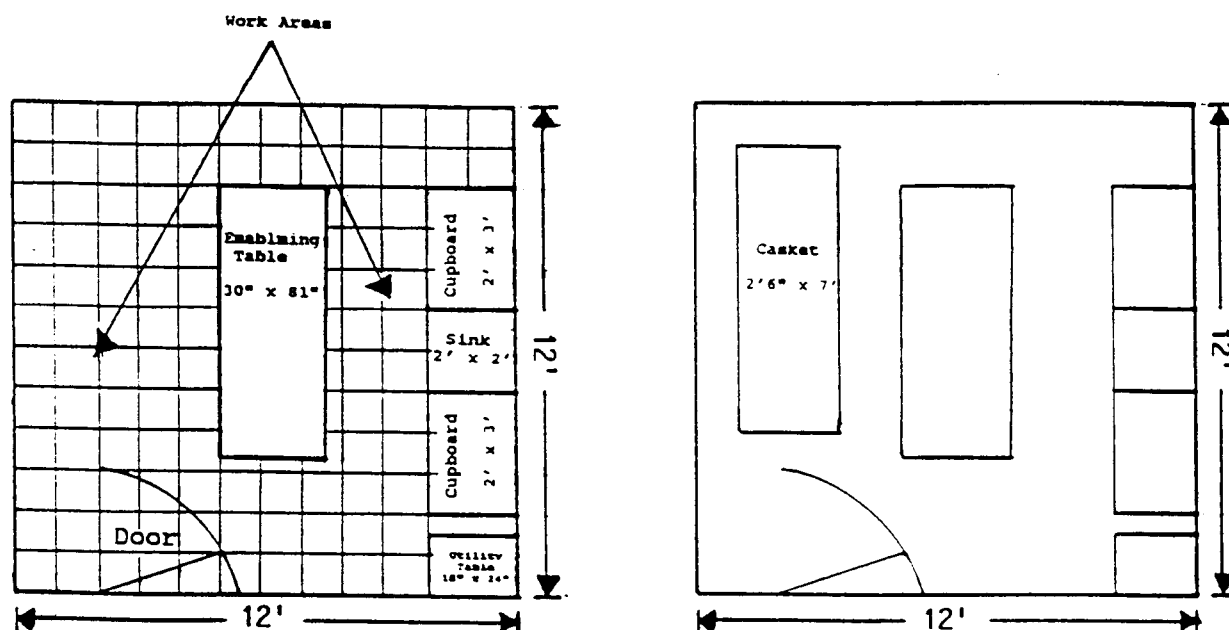 Work Areas
Emablming
Table
30" x 81"
Cupboard
2' x 3'
Sink
2' x 2'
Cupboard
2' x 3'
Door
Utility
Table
18" x 24"
12'
12'
Casket
2'6" x 7'
12'
12'